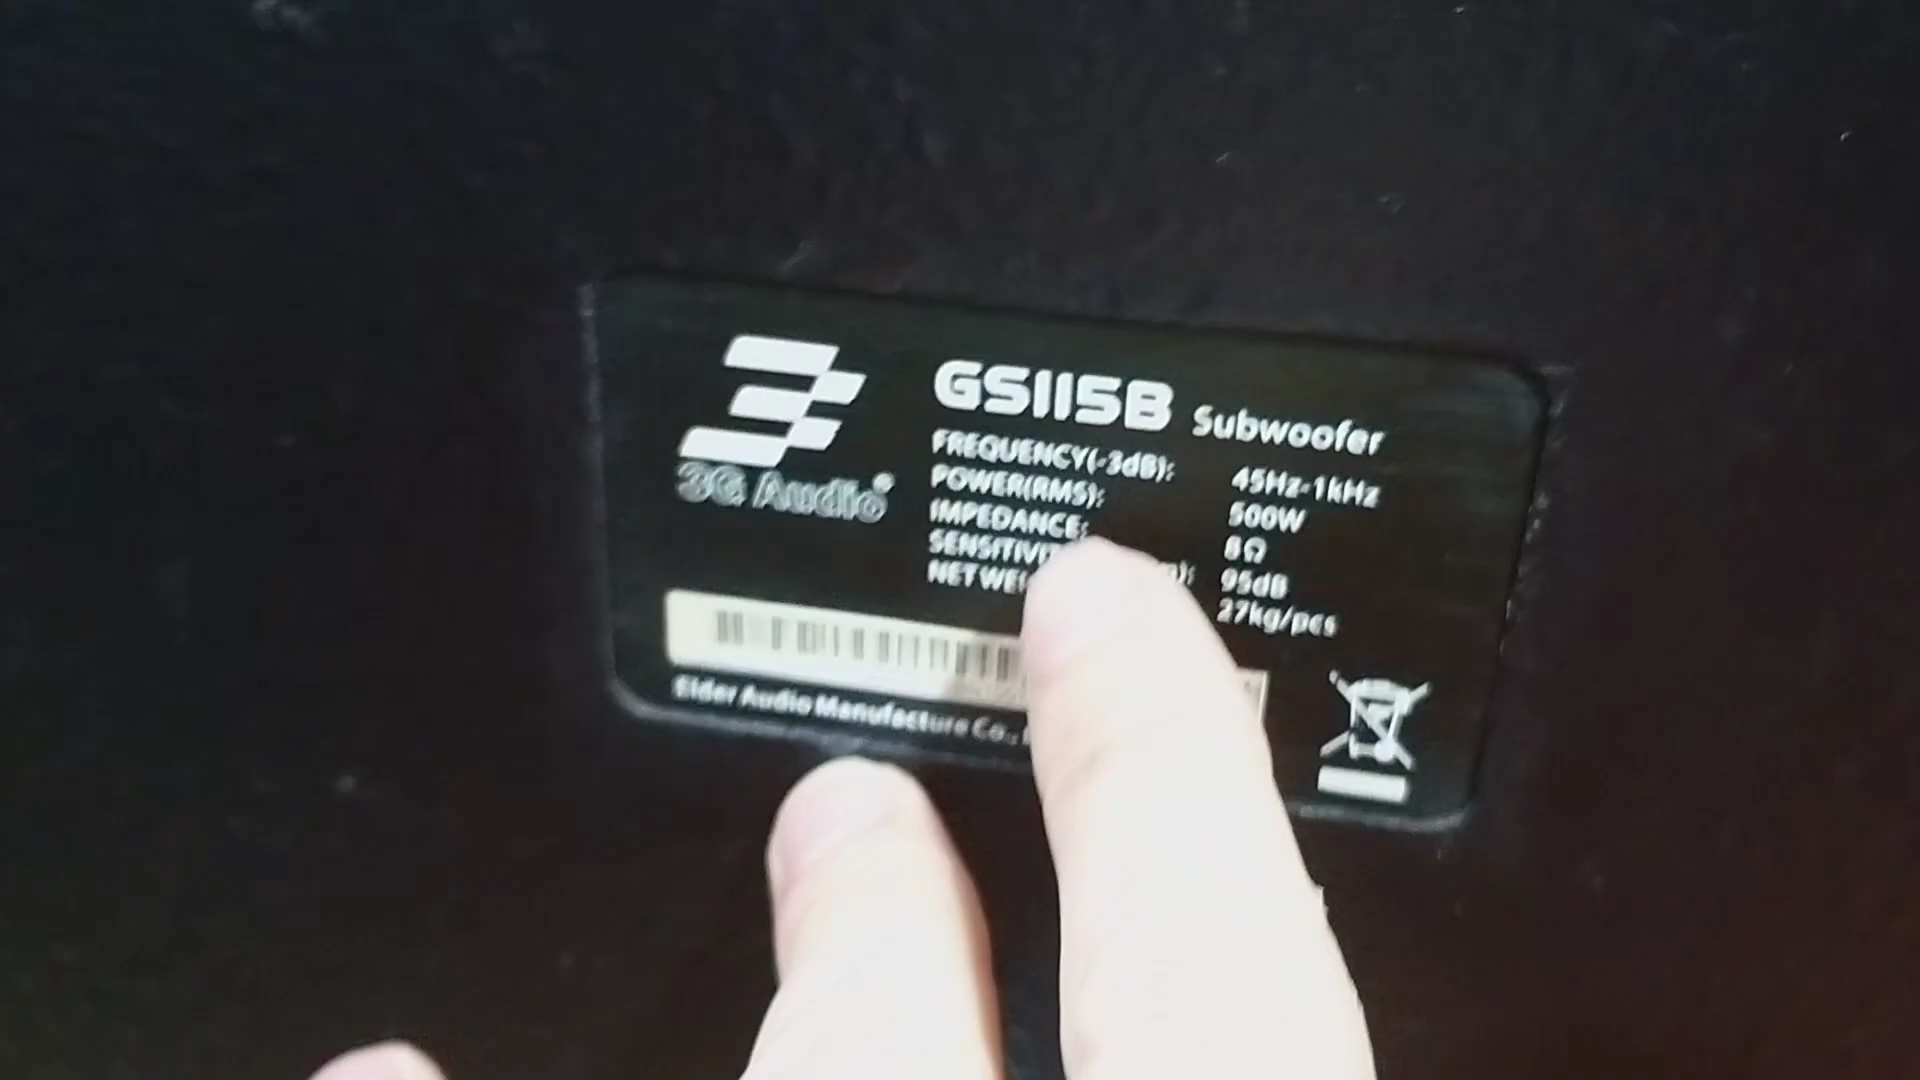 3G Audio®
GS115B Subwoofer
FREQUENCY(-3dB): 45Hz-1kHz
POWER(RMS): 500W
IMPEDANCE: 8Ω
95dB
NET 27kg/pcs
Elder Audio Manufacture Co.,